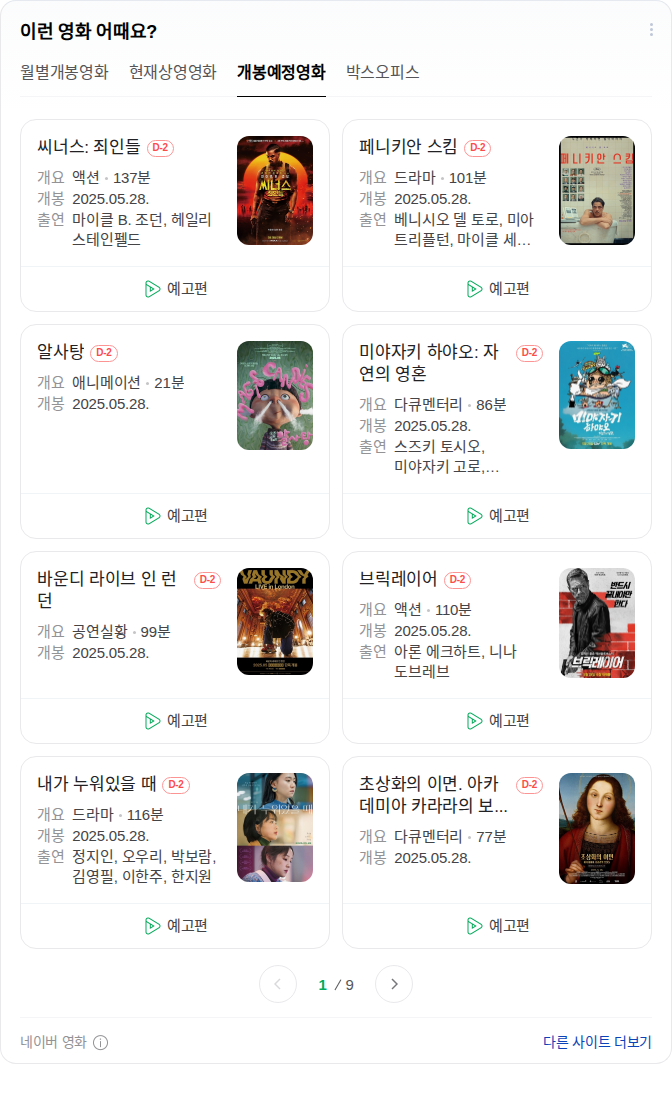 이런 영화 어때요?
월별개봉영화 현재상영영화 개봉예정영화 박스오피스
씨너스: 죄인들 D-2
개요 액션 · 137분
개봉 2025.05.28.
출연 마이클 B. 조던, 헤일리
스테인펠드
씨너스
예고편
페니키안 스킴 D-2
개요 드라마 · 101분
개봉 2025.05.28.
출연 베니시오 델 토로, 미아
트리플턴, 마이클 세...
페니키안 스킴
예고편
알사탕 D-2
개요 애니메이션 · 21분
개봉 2025.05.28.
알사탕
예고편
미야자키 하야오: 자
연의 영혼 D-2
개요 다큐멘터리 · 86분
개봉 2025.05.28.
출연 스즈키 토시오,
미야자키 고로,...
미야자키
하야오
예고편
바운디 라이브 인 런
던 D-2
개요 공연실황 · 99분
개봉 2025.05.28.
VAUNDY
LIVE in London
예고편
브릭레이어 D-2
개요 액션 · 110분
개봉 2025.05.28.
출연 아론 에크하트, 니나
도브레브
반드시
끝내야만
한다
브릭레이어
예고편
내가 누워있을 때 D-2
개요 드라마 · 116분
개봉 2025.05.28.
출연 정지인, 오우리, 박보람,
김영필, 이한주, 한지원
예고편
초상화의 이면. 아카
데미아 카라라의 보... D-2
개요 다큐멘터리 · 77분
개봉 2025.05.28.
초상화의 이면
예고편
1 / 9
네이버 영화
다른 사이트 더보기